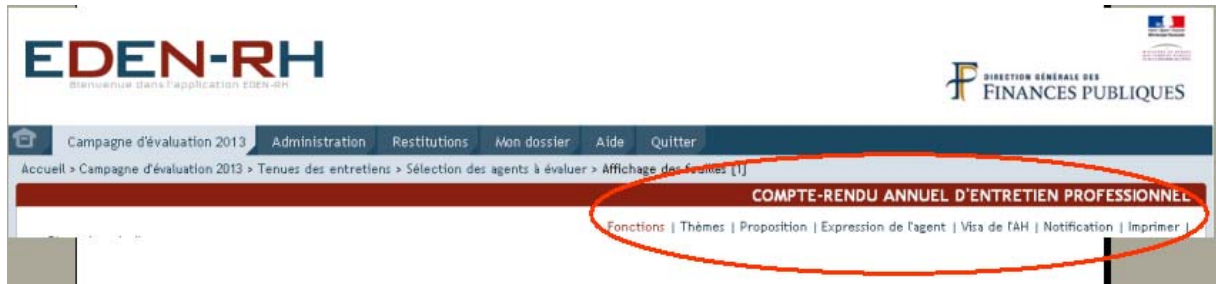 EDEN-RH
Bienvenue dans l'application EDEN-RH
DIRECTION GÉNÉRALE DES
FINANCES PUBLIQUES
Campagne d'évaluation 2013 Administration Restitutions Mon dossier Aide Quitter
Accueil > Campagne d'évaluation 2013 > Tenues des entretiens > Sélection des agents à évaluer > Affichage des feuilles [1]
COMPTE-RENDU ANNUEL D'ENTRETIEN PROFESSIONNEL
Fonctions | Thèmes | Proposition | Expression de l'agent | Visa de l'AH | Notification | Imprimer |